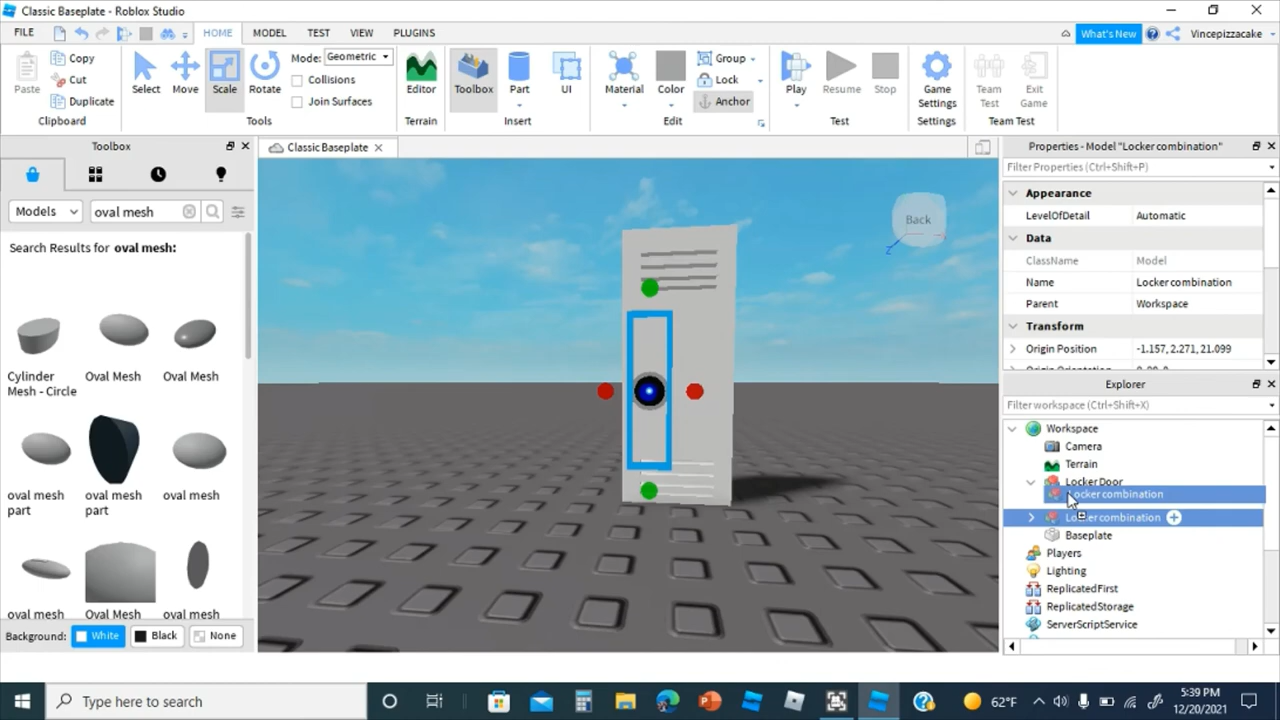 Classic Baseplate - Roblox Studio
FILE HOME MODEL TEST VIEW PLUGINS What's New Vincepizzacake
Paste Copy Cut Duplicate Clipboard
Select Move Scale Rotate Mode: Geometric Collisions Join Surfaces Tools
Editor Terrain
Toolbox Part UI Insert
Material Color Group Lock Anchor Edit
Play Resume Stop Test
Game Settings Settings
Team Test Exit Game Team Test
Toolbox
Models oval mesh
Search Results for oval mesh:
Cylinder Mesh - Circle
Oval Mesh
Oval Mesh
oval mesh part
oval mesh part
oval mesh
oval mesh
Oval Mesh
oval mesh
Background: White Black None
Classic Baseplate
Back
Z
Properties - Model "Locker combination"
Filter Properties (Ctrl+Shift+P)
Appearance
LevelOfDetail Automatic
Data
ClassName Model
Name Locker combination
Parent Workspace
Transform
Origin Position -1.157, 2.271, 21.099
Explorer
Filter workspace (Ctrl+Shift+X)
Workspace
Camera
Terrain
Locker Door
Locker combination
Locker combination
Baseplate
Players
Lighting
ReplicatedFirst
ReplicatedStorage
ServerScriptService
Type here to search
62°F
5:39 PM
12/20/2021